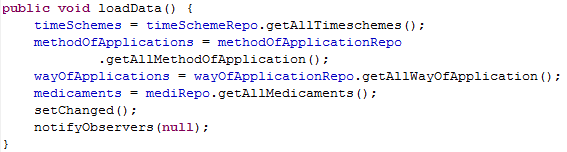 public void loadData() {
timeSchemes = timeSchemeRepo.getAllTimeschemes();
methodOfApplications = methodOfApplicationRepo
.getAllMethodOfApplication();
wayOfApplications = wayOfApplicationRepo.getAllWayOfApplication();
medicaments = mediRepo.getAllMedicaments();
setChanged();
notifyObservers(null);
}